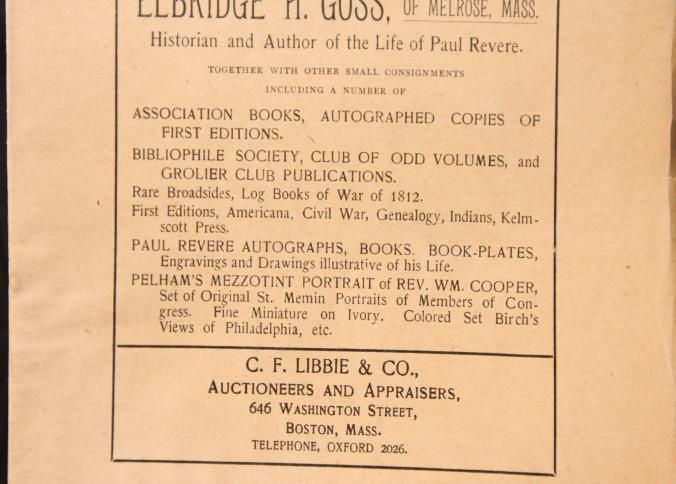 ELBRIDGE H. GOSS, OF MELROSE, MASS.
Historian and Author of the Life of Paul Revere.
TOGETHER WITH OTHER SMALL CONSIGNMENTS
INCLUDING A NUMBER OF
ASSOCIATION BOOKS, AUTOGRAPHED COPIES OF
FIRST EDITIONS.
BIBLIOPHILE SOCIETY, CLUB OF ODD VOLUMES, and
GROLIER CLUB PUBLICATIONS.
Rare Broadsides, Log Books of War of 1812.
First Editions, Americana, Civil War, Genealogy, Indians, Kelm-
scott Press.
PAUL REVERE AUTOGRAPHS, BOOKS. BOOK-PLATES,
Engravings and Drawings illustrative of his Life.
PELHAM'S MEZZOTINT PORTRAIT of REV. WM. COOPER,
Set of Original St. Memin Portraits of Members of Con-
gress. Fine Miniature on Ivory. Colored Set Birch's
Views of Philadelphia, etc.
C. F. LIBBIE & CO.,
AUCTIONEERS AND APPRAISERS,
646 WASHINGTON STREET,
BOSTON, MASS.
TELEPHONE, OXFORD 2026.